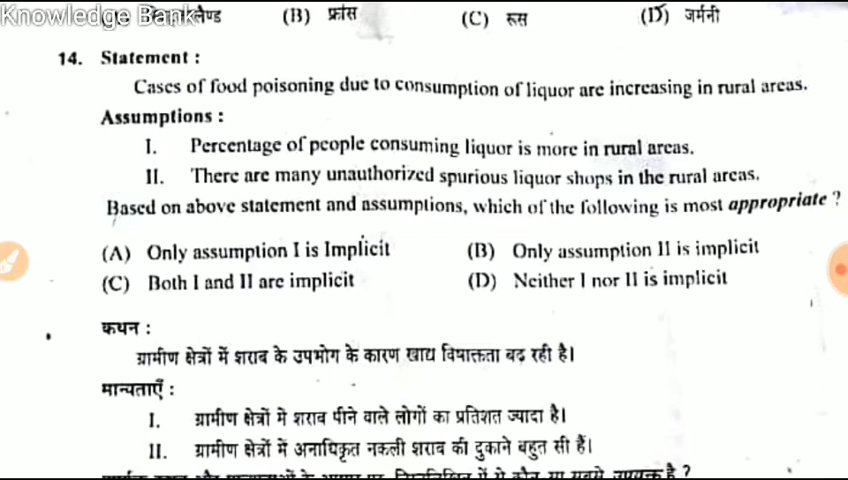 Knowledge Bank
लैण्ड (B) फ्रांस (C) रूस (D) जर्मनी
14. Statement :
Cases of food poisoning due to consumption of liquor are increasing in rural areas.
Assumptions :
I. Percentage of people consuming liquor is more in rural areas.
II. There are many unauthorized spurious liquor shops in the rural areas.
Based on above statement and assumptions, which of the following is most appropriate ?
(A) Only assumption I is Implicit (B) Only assumption II is implicit
(C) Both I and II are implicit (D) Neither I nor II is implicit
कथन :
ग्रामीण क्षेत्रों में शराब के उपभोग के कारण खाद्य विषाक्तता बढ़ रही है।
मान्यताएँ :
I. ग्रामीण क्षेत्रों मे शराब पीने वाले लोगों का प्रतिशत ज्यादा है।
II. ग्रामीण क्षेत्रों में अनाधिकृत नकली शराब की दुकाने बहुत सी हैं।